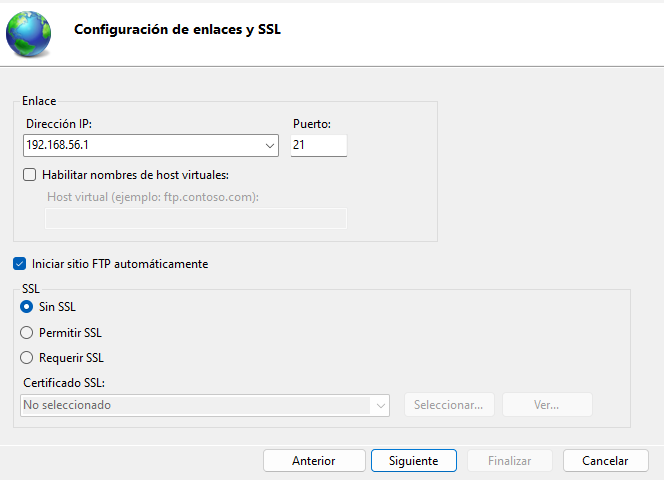 Configuración de enlaces y SSL
Enlace
Dirección IP:
Puerto:
192.168.56.1
21
Habilitar nombres de host virtuales:
Host virtual (ejemplo: ftp.contoso.com):
Iniciar sitio FTP automáticamente
SSL
Sin SSL
Permitir SSL
Requerir SSL
Certificado SSL:
No seleccionado
Seleccionar...
Ver...
Anterior
Siguiente
Finalizar
Cancelar